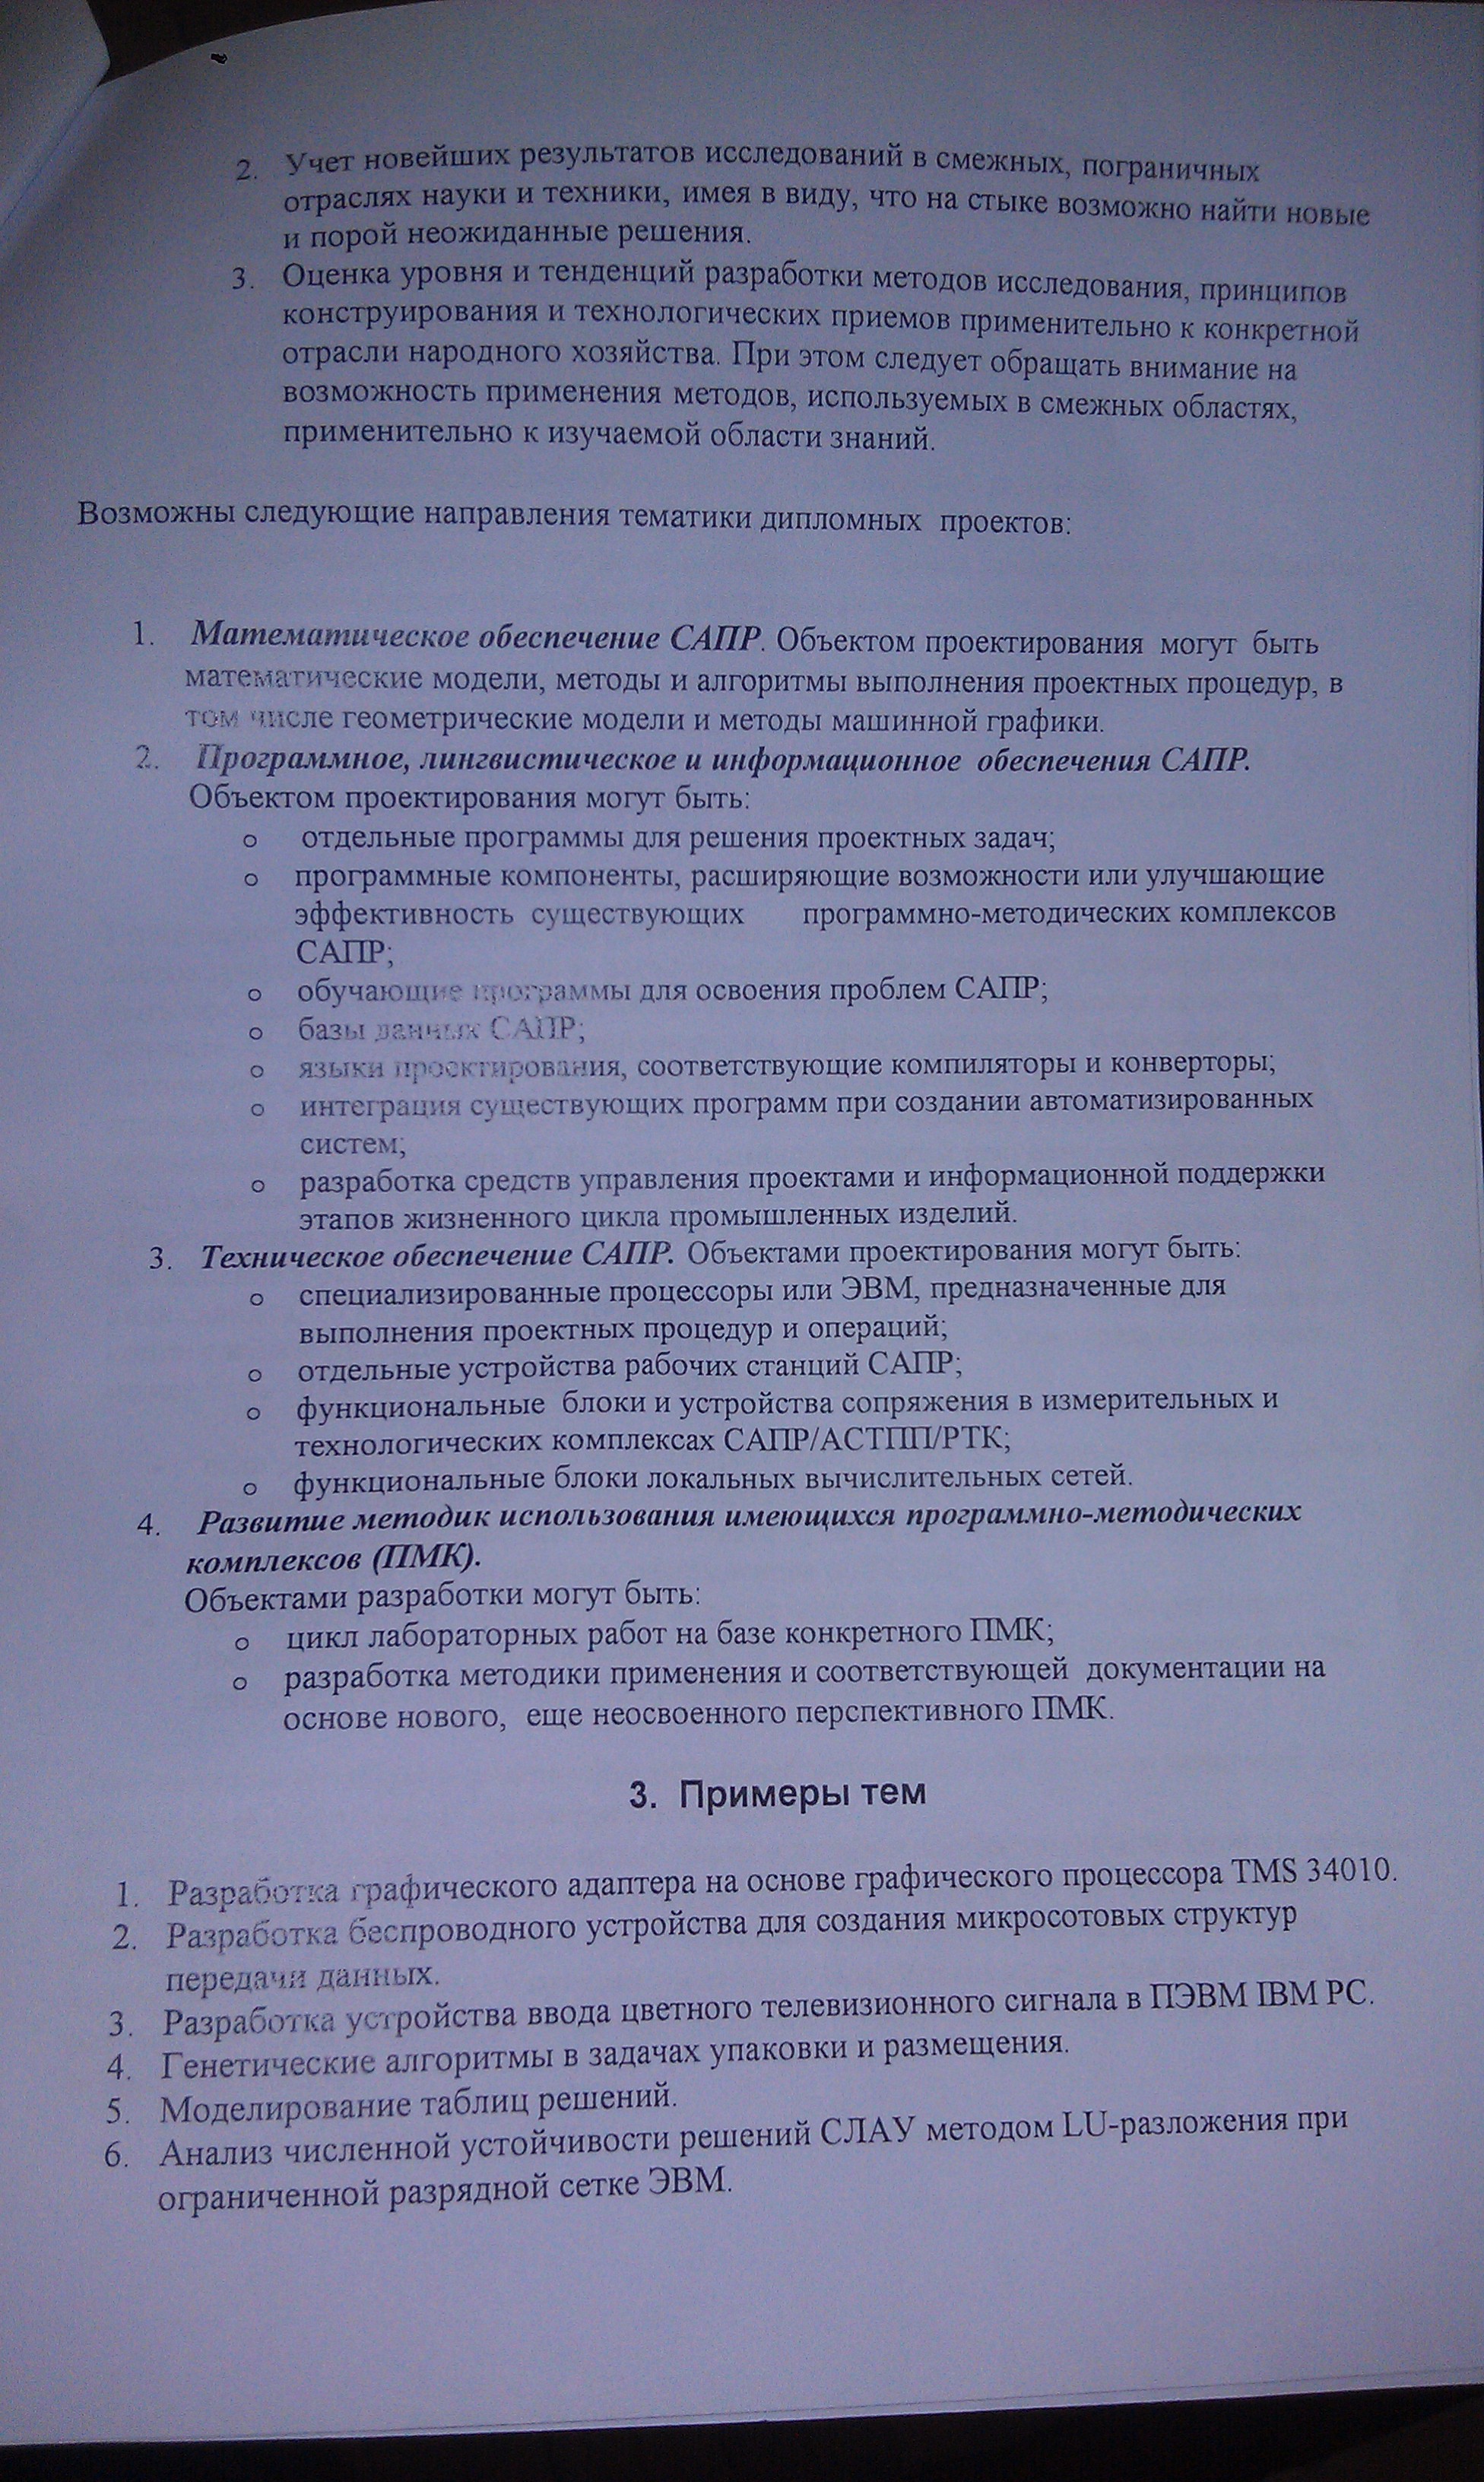 2. Учет новейших результатов исследований в смежных, пограничных
отраслях науки и техники, имея в виду, что на стыке возможно найти новые
и порой неожиданные решения.
3. Оценка уровня и тенденций разработки методов исследования, принципов
конструирования и технологических приемов применительно к конкретной
отрасли народного хозяйства. При этом следует обращать внимание на
возможность применения методов, используемых в смежных областях,
применительно к изучаемой области знаний.
Возможны следующие направления тематики дипломных проектов:
1. Математическое обеспечение САПР. Объектом проектирования могут быть
математические модели, методы и алгоритмы выполнения проектных процедур, в
том числе геометрические модели и методы машинной графики.
2. Программное, лингвистическое и информационное обеспечения САПР.
Объектом проектирования могут быть:
o отдельные программы для решения проектных задач;
o программные компоненты, расширяющие возможности или улучшающие
эффективность существующих программно-методических комплексов
САПР;
o обучающие программы для освоения проблем САПР;
o базы данных САПР;
o языки проектирования, соответствующие компиляторы и конверторы;
o интеграция существующих программ при создании автоматизированных
систем;
o разработка средств управления проектами и информационной поддержки
этапов жизненного цикла промышленных изделий.
3. Техническое обеспечение САПР. Объектами проектирования могут быть:
o специализированные процессоры или ЭВМ, предназначенные для
выполнения проектных процедур и операций;
o отдельные устройства рабочих станций САПР;
o функциональные блоки и устройства сопряжения в измерительных и
технологических комплексах САПР/АСТПП/РТК;
o функциональные блоки локальных вычислительных сетей.
4. Развитие методик использования имеющихся программно-методических
комплексов (ПМК).
Объектами разработки могут быть:
o цикл лабораторных работ на базе конкретного ПМК;
o разработка методики применения и соответствующей документации на
основе нового, еще неосвоенного перспективного ПМК.
3. Примеры тем
1. Разработка графического адаптера на основе графического процессора TMS 34010.
2. Разработка беспроводного устройства для создания микросотовых структур
передачи данных.
3. Разработка устройства ввода цветного телевизионного сигнала в ПЭВМ IBM PC.
4. Генетические алгоритмы в задачах упаковки и размещения.
5. Моделирование таблиц решений.
6. Анализ численной устойчивости решений СЛАУ методом LU-разложения при
ограниченной разрядной сетке ЭВМ.